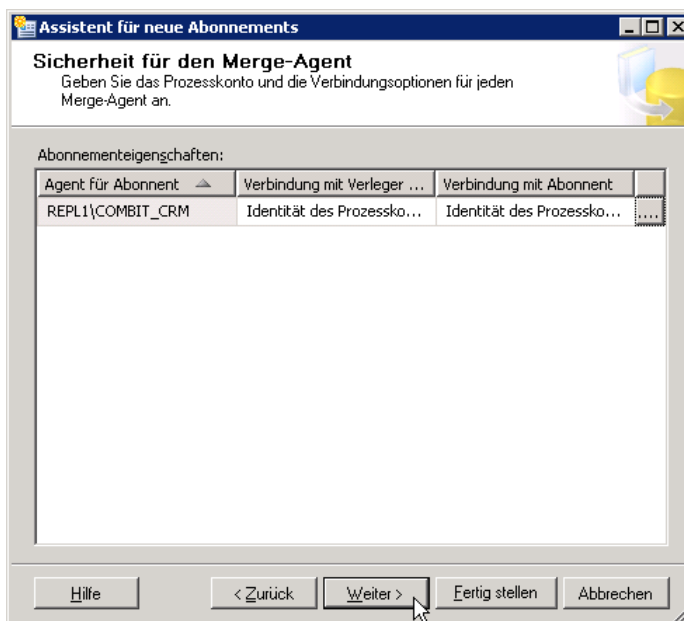 Assistent für neue Abonnements
Sicherheit für den Merge-Agent
Geben Sie das Prozesskonto und die Verbindungsoptionen für jeden
Merge-Agent an.
Abonnementeigenschaften:
Agent für Abonnent Verbindung mit Verleger ... Verbindung mit Abonnent
REPL1\COMBIT_CRM Identität des Prozessko... Identität des Prozessko... ....
Hilfe < Zurück Weiter > Fertig stellen Abbrechen